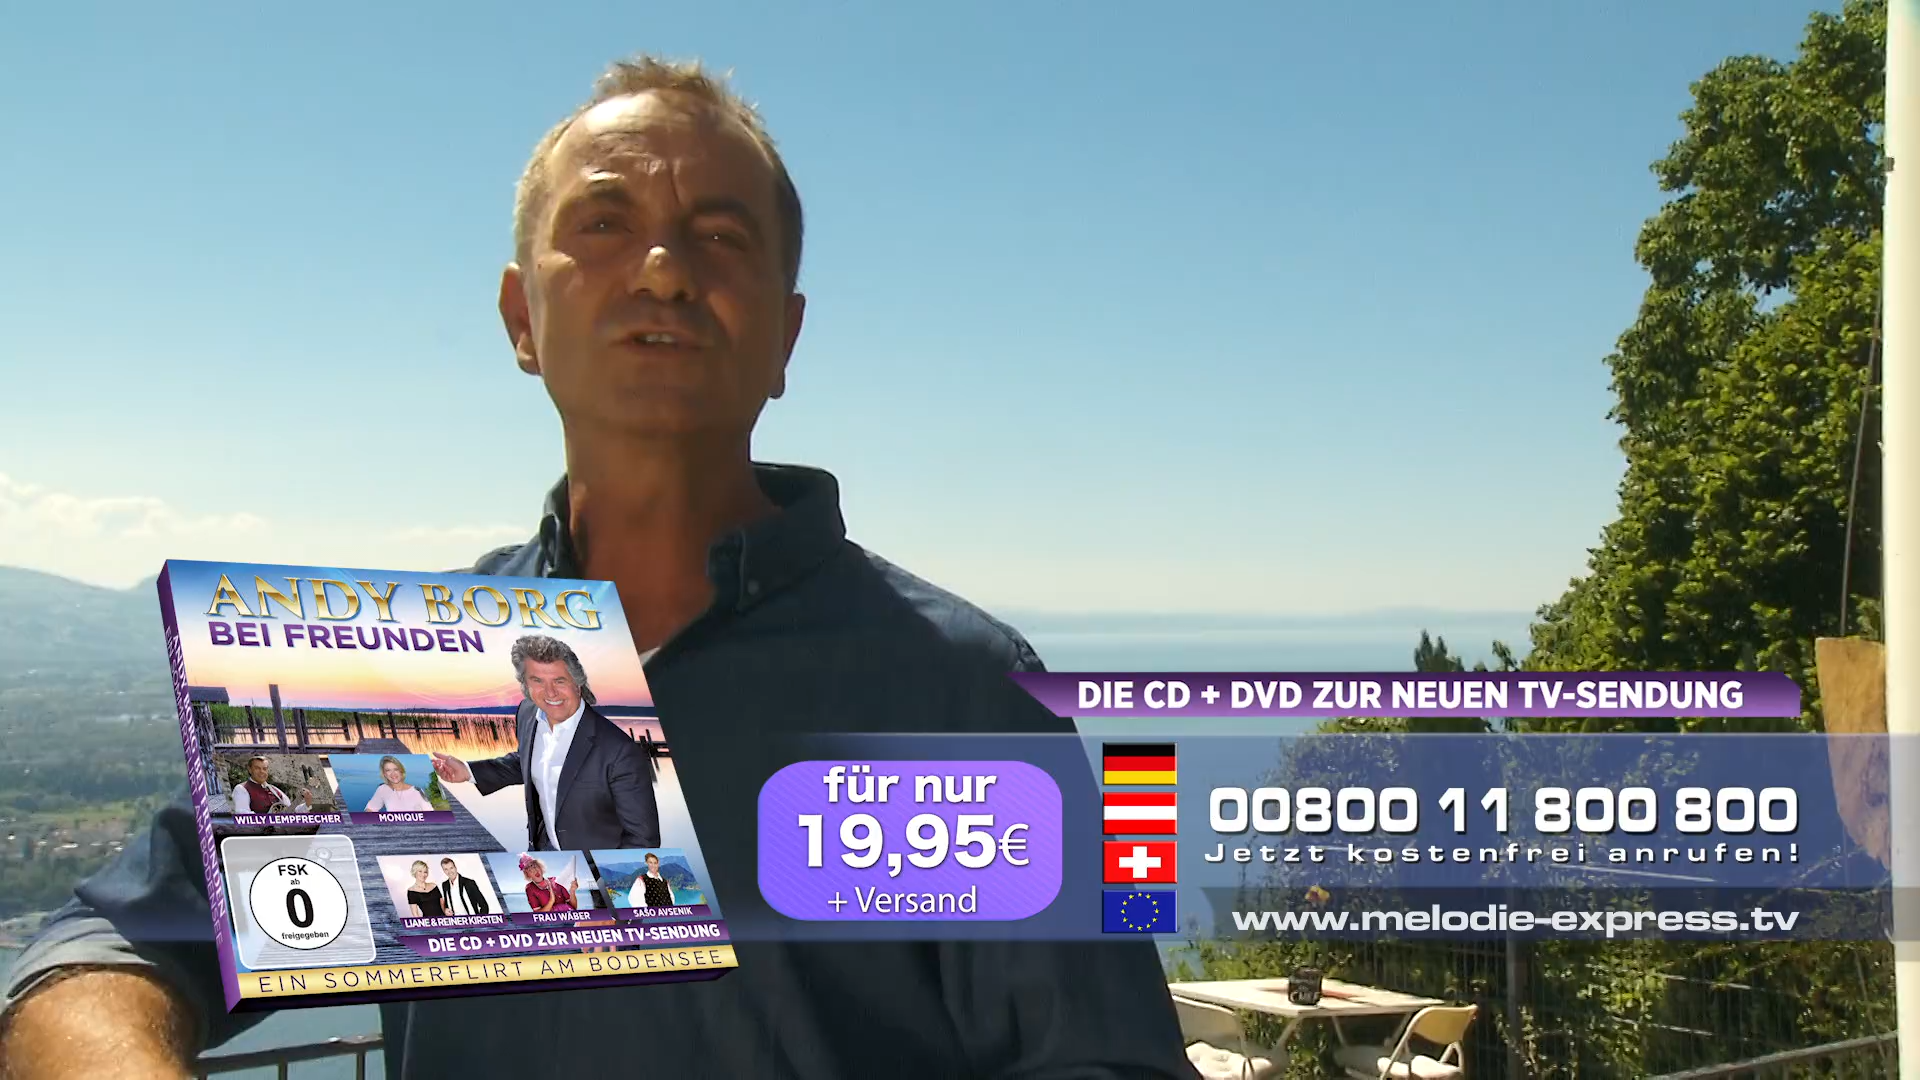 ANDY BORG
BEI FREUNDEN
WILLY LEMPFRECHER
MONIQUE
FSK
ab
0
freigegeben
LIANE & REINER KIRSTEN
FRAU WÄBER
SAŠO AVSENIK
DIE CD + DVD ZUR NEUEN TV-SENDUNG
EIN SOMMERFLIRT AM BODENSEE
DIE CD + DVD ZUR NEUEN TV-SENDUNG
für nur
19,95€
+ Versand
00800 11 800 800
Jetzt kostenfrei anrufen!
www.melodie-express.tv